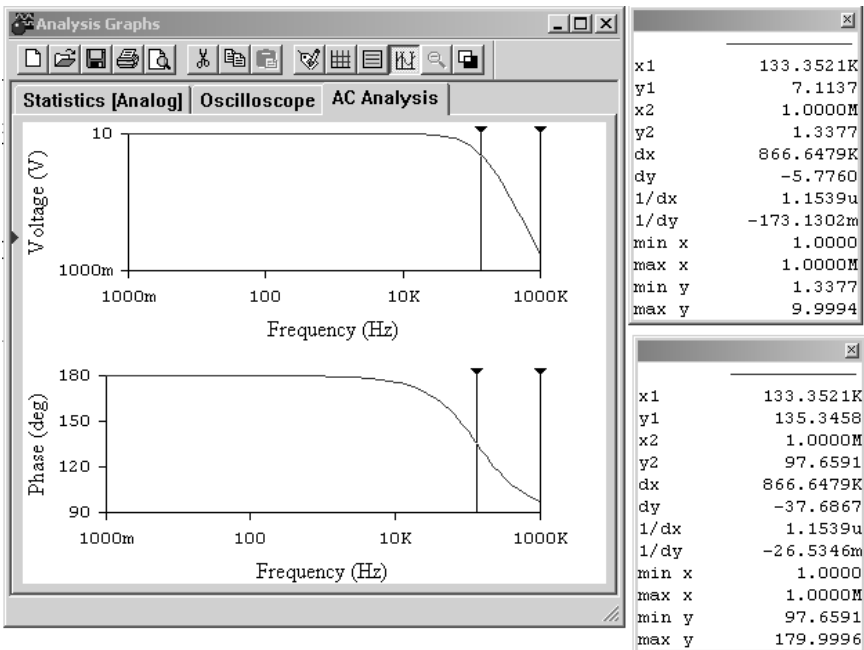 Analysis Graphs
Statistics [Analog] Oscilloscope AC Analysis
10
Voltage (V)
1000m
1000m 100 10K 1000K
Frequency (Hz)
180
150
120
90
Phase (deg)
1000m 100 10K 1000K
Frequency (Hz)
x1 133.3521K
y1 7.1137
x2 1.0000M
y2 1.3377
dx 866.6479K
dy -5.7760
1/dx 1.1539u
1/dy -173.1302m
min x 1.0000
max x 1.0000M
min y 1.3377
max y 9.9994
x1 133.3521K
y1 135.3458
x2 1.0000M
y2 97.6591
dx 866.6479K
dy -37.6867
1/dx 1.1539u
1/dy -26.5346m
min x 1.0000
max x 1.0000M
min y 97.6591
max y 179.9996